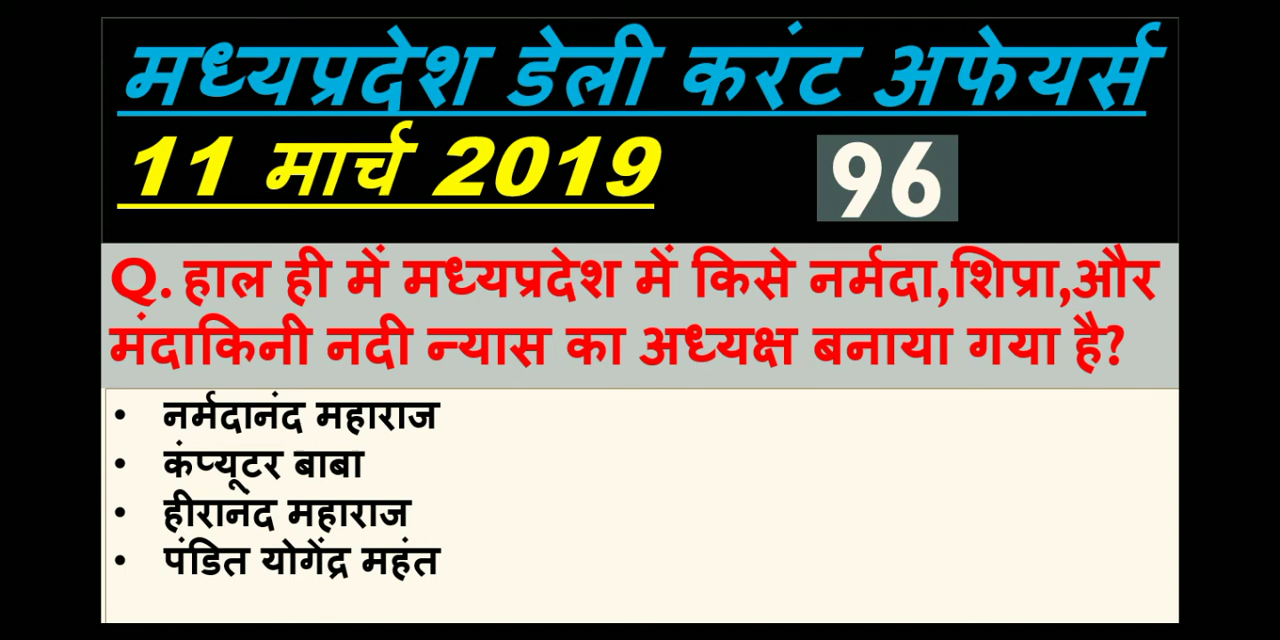 मध्यप्रदेश डेली करंट अफेयर्स
11 मार्च 2019 96
Q. हाल ही में मध्यप्रदेश में किसे नर्मदा,शिप्रा,और
मंदाकिनी नदी न्यास का अध्यक्ष बनाया गया है?
• नर्मदानंद महाराज
• कंप्यूटर बाबा
• हीरानंद महाराज
• पंडित योगेंद्र महंत